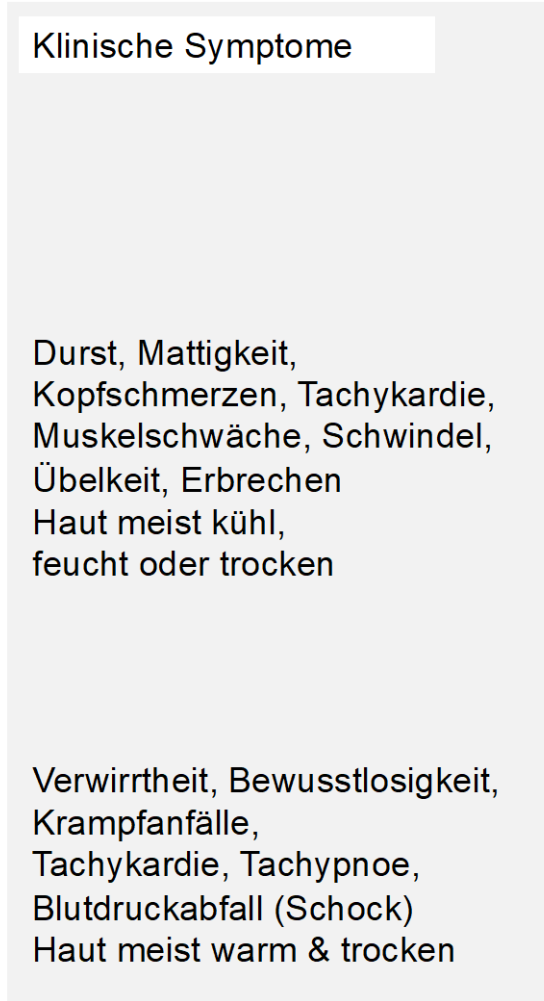 Klinische Symptome
Durst, Mattigkeit,
Kopfschmerzen, Tachykardie,
Muskelschwäche, Schwindel,
Übelkeit, Erbrechen
Haut meist kühl,
feucht oder trocken
Verwirrtheit, Bewusstlosigkeit,
Krampfanfälle,
Tachykardie, Tachypnoe,
Blutdruckabfall (Schock)
Haut meist warm & trocken